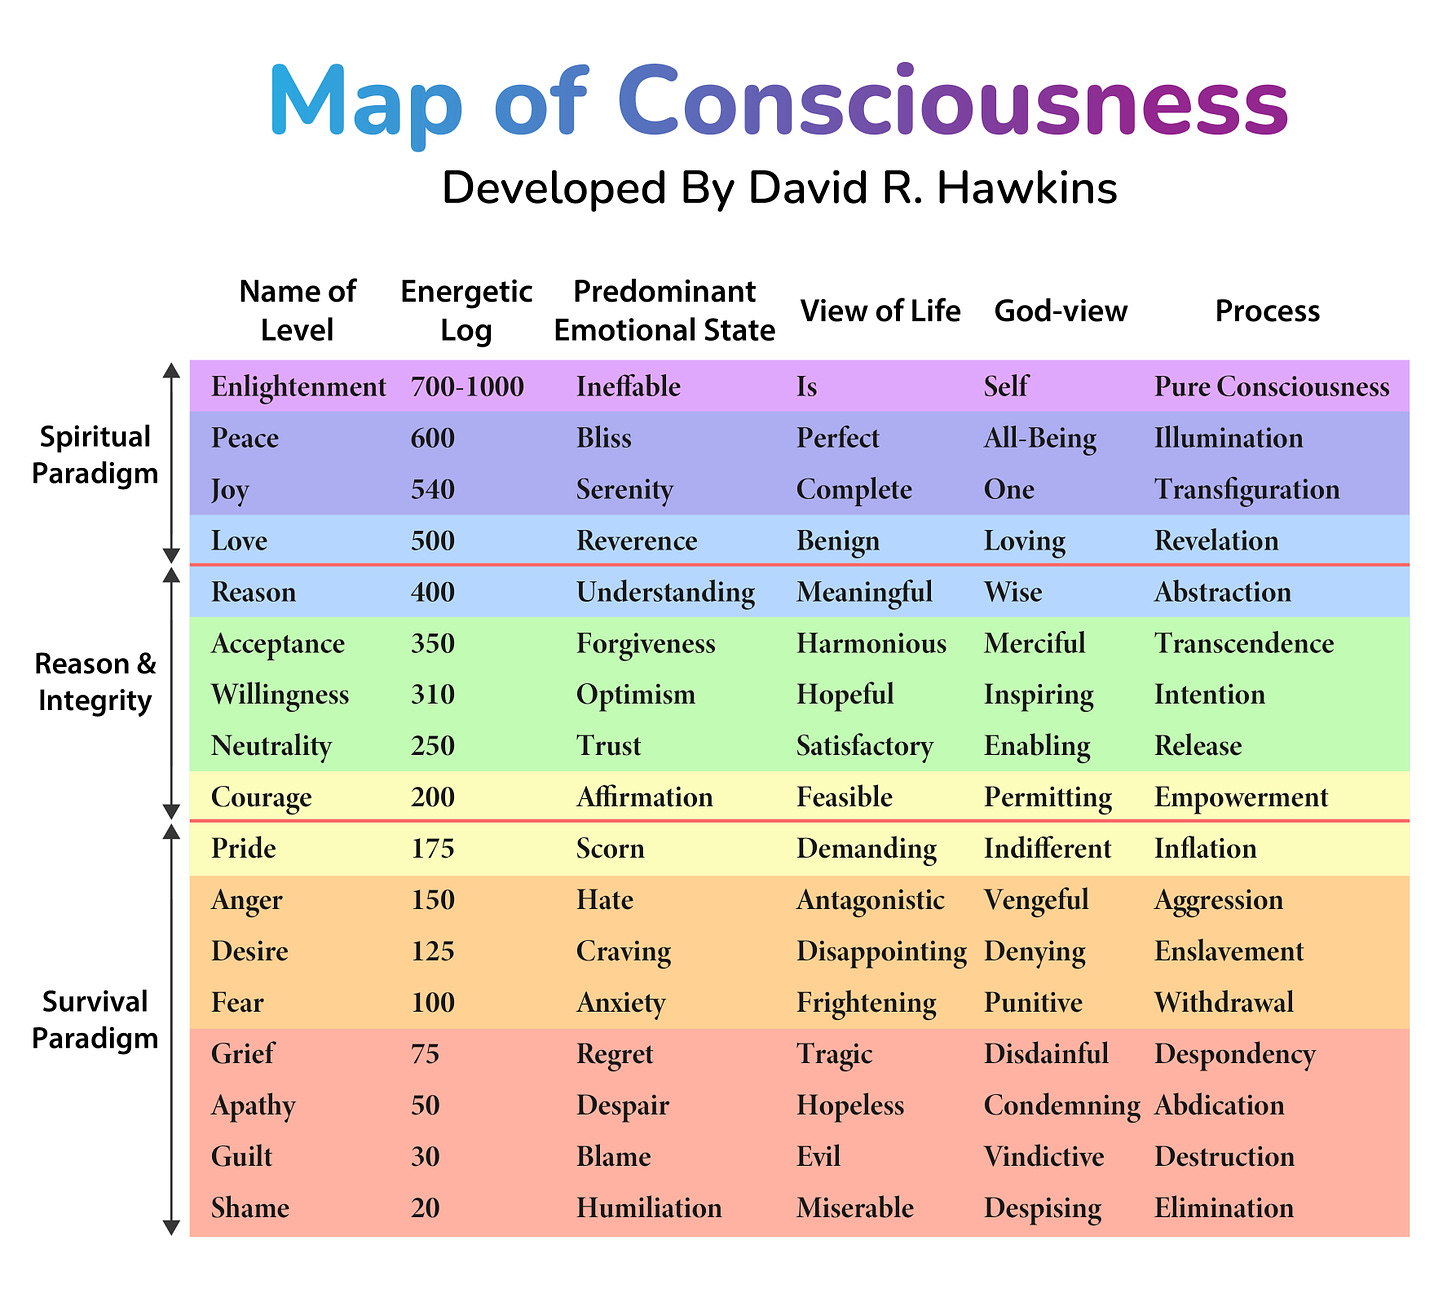 Map of Consciousness
Developed By David R. Hawkins
Name of Level Energetic Log Predominant Emotional State View of Life God-view Process
Spiritual Paradigm
Enlightenment 700-1000 Ineffable Is Self Pure Consciousness
Peace 600 Bliss Perfect All-Being Illumination
Joy 540 Serenity Complete One Transfiguration
Love 500 Reverence Benign Loving Revelation
Reason & Integrity
Reason 400 Understanding Meaningful Wise Abstraction
Acceptance 350 Forgiveness Harmonious Merciful Transcendence
Willingness 310 Optimism Hopeful Inspiring Intention
Neutrality 250 Trust Satisfactory Enabling Release
Courage 200 Affirmation Feasible Permitting Empowerment
Survival Paradigm
Pride 175 Scorn Demanding Indifferent Inflation
Anger 150 Hate Antagonistic Vengeful Aggression
Desire 125 Craving Disappointing Denying Enslavement
Fear 100 Anxiety Frightening Punitive Withdrawal
Grief 75 Regret Tragic Disdainful Despondency
Apathy 50 Despair Hopeless Condemning Abdication
Guilt 30 Blame Evil Vindictive Destruction
Shame 20 Humiliation Miserable Despising Elimination